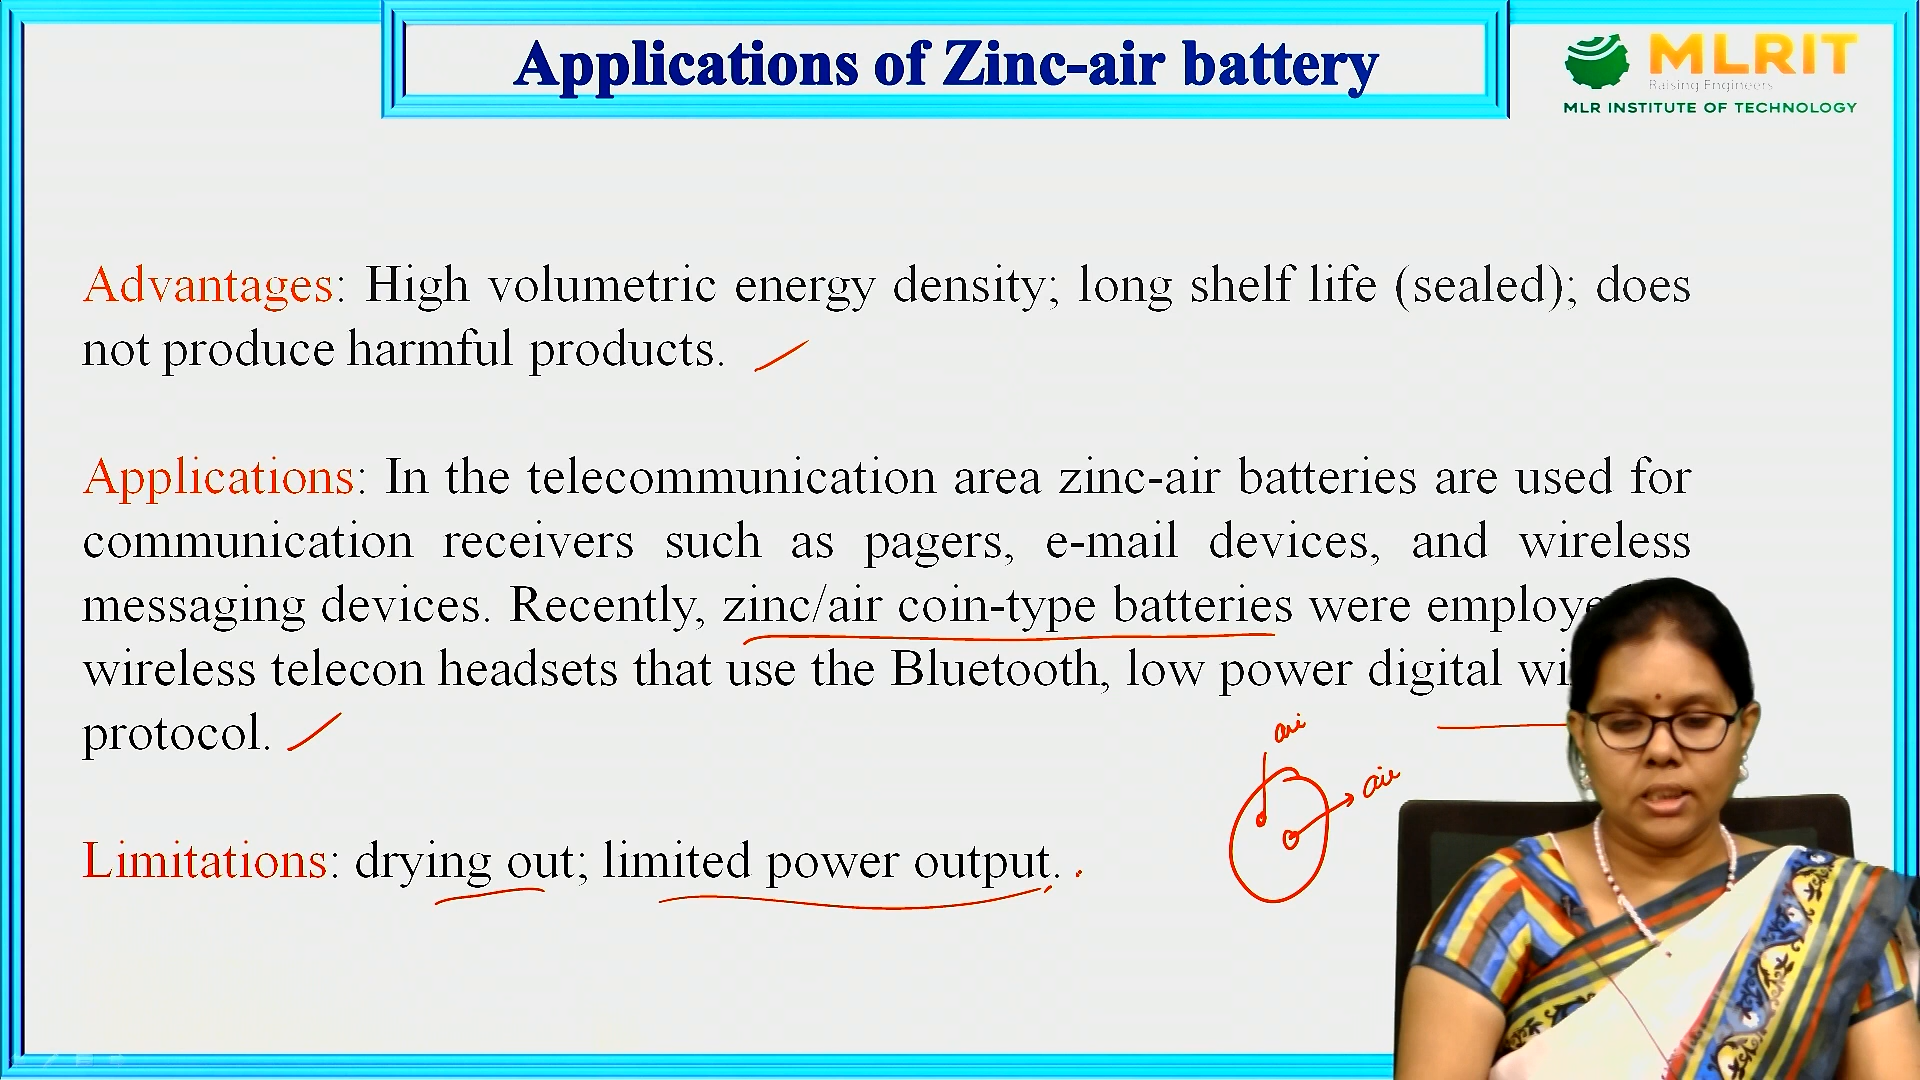 Applications of Zinc-air battery
MLRIT
Raising Engineers
MLR INSTITUTE OF TECHNOLOGY
Advantages: High volumetric energy density; long shelf life (sealed); does
not produce harmful products.
Applications: In the telecommunication area zinc-air batteries are used for
communication receivers such as pagers, e-mail devices, and wireless
messaging devices. Recently, zinc/air coin-type batteries were
wireless telecon headsets that use the Bluetooth, low power digital
protocol.
air
air
Limitations: drying out; limited power output.